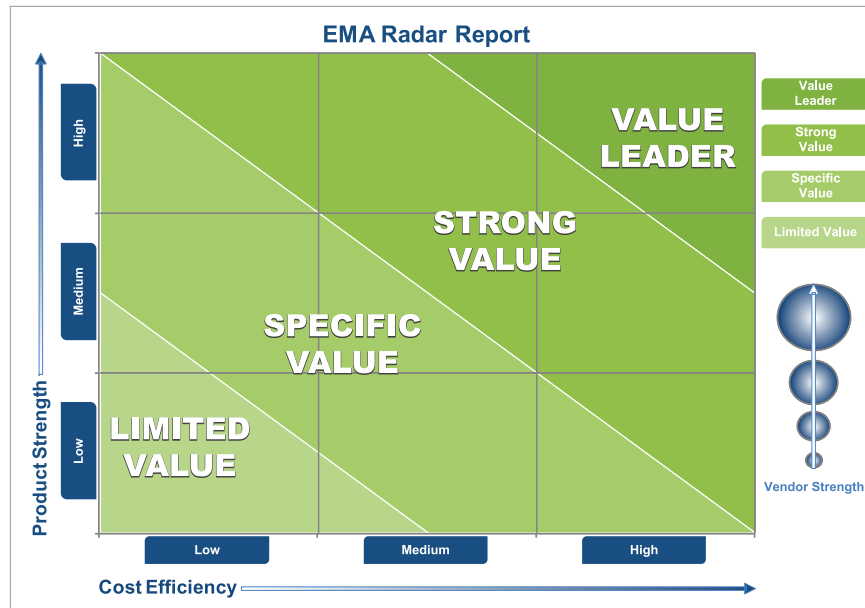 EMA Radar Report
Product Strength
High
Medium
Low
VALUE
LEADER
STRONG
VALUE
SPECIFIC
VALUE
LIMITED
VALUE
Low
Medium
High
Cost Efficiency
Value
Leader
Strong
Value
Specific
Value
Limited Value
Vendor Strength